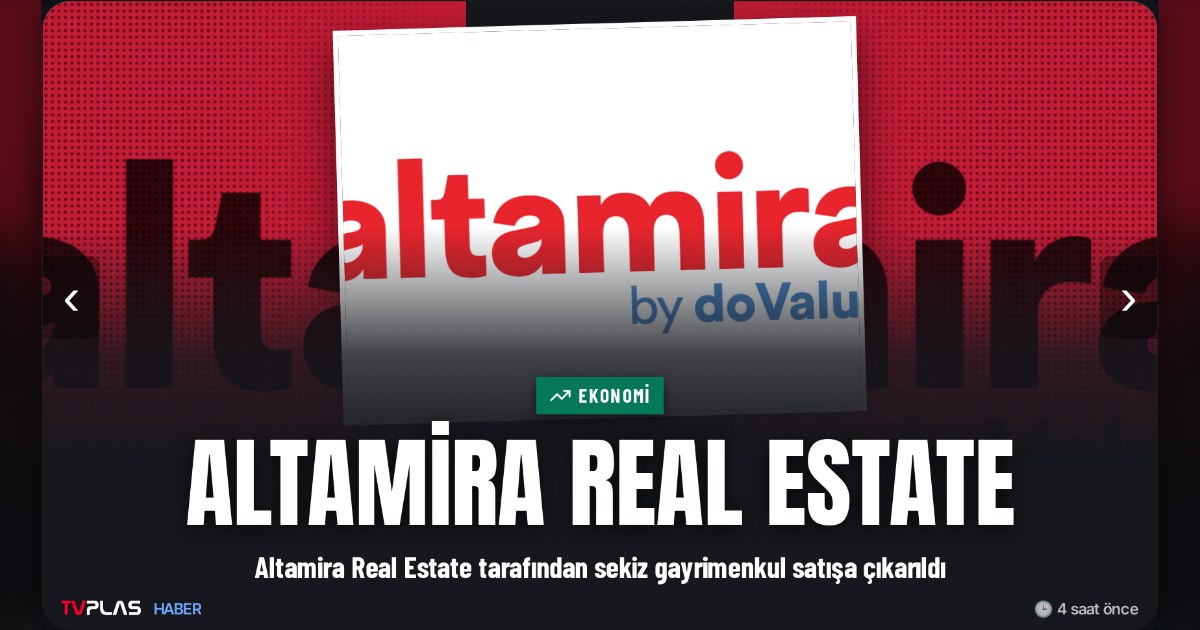 altamira
by doValu
EKONOMİ
ALTAMİRA REAL ESTATE
Altamira Real Estate tarafından sekiz gayrimenkul satışa çıkarıldı
TVPLAS HABER
4 saat önce